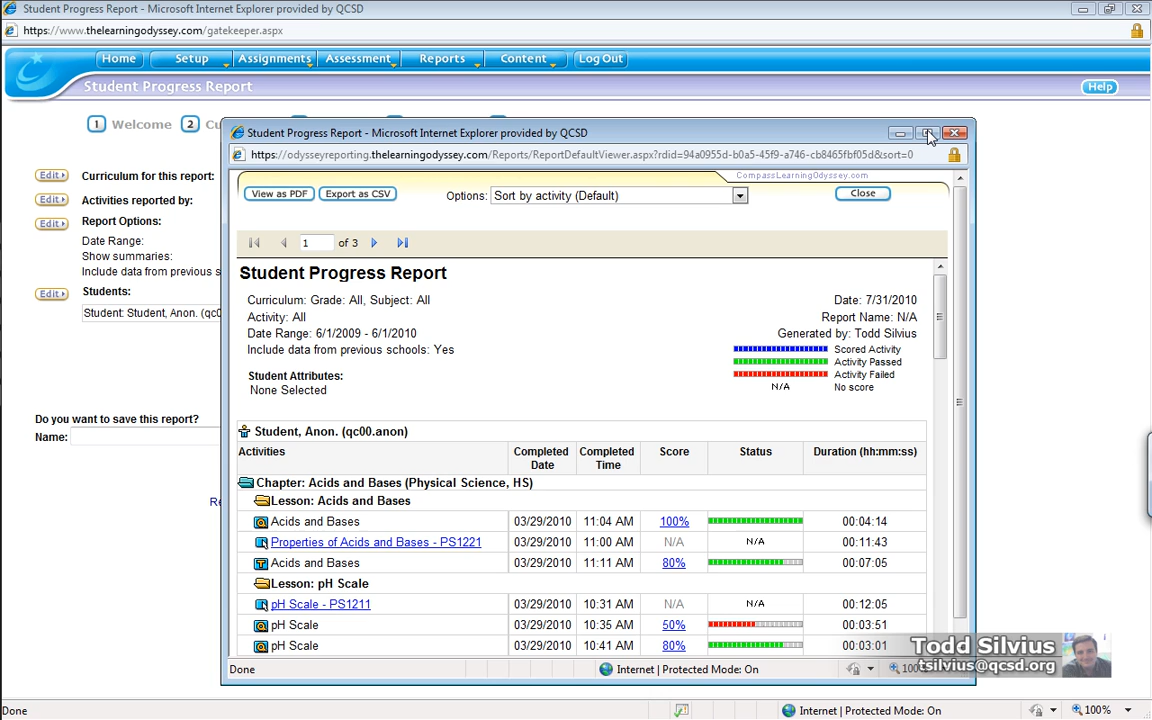 Student Progress Report - Microsoft Internet Explorer provided by QCSD
https://www.thelearningodyssey.com/gatekeeper.aspx
Home Setup Assignments Assessment Reports Content Log Out
Student Progress Report Help
1 Welcome 2 Cu
Student Progress Report - Microsoft Internet Explorer provided by QCSD
https://odysseyreporting.thelearningodyssey.com/Reports/ReportDefaultViewer.aspx?rdid=94a0955d-b0a5-45f9-a746-cb8465fbf05d&sort=0
Edit Curriculum for this report:
Edit Activities reported by:
Edit Report Options:
Date Range:
Show summaries:
Include data from previous s
Edit Students:
Student: Student, Anon. (qc0
Do you want to save this report?
Name:
Re
CompassLearningOdyssey.com
View as PDF Export as CSV Options: Sort by activity (Default) Close
1 of 3
Student Progress Report
Curriculum: Grade: All, Subject: All Date: 7/31/2010
Activity: All Report Name: N/A
Date Range: 6/1/2009 - 6/1/2010 Generated by: Todd Silvius
Include data from previous schools: Yes Scored Activity
Activity Passed
Student Attributes: Activity Failed
None Selected N/A No score
Student, Anon. (qc00.anon)
Activities Completed Date Completed Time Score Status Duration (hh:mm:ss)
Chapter: Acids and Bases (Physical Science, HS)
Lesson: Acids and Bases
Acids and Bases 03/29/2010 11:04 AM 100% 00:04:14
Properties of Acids and Bases - PS1221 03/29/2010 11:00 AM N/A N/A 00:11:43
Acids and Bases 03/29/2010 11:11 AM 80% 00:07:05
Lesson: pH Scale
pH Scale - PS1211 03/29/2010 10:31 AM N/A N/A 00:12:05
pH Scale 03/29/2010 10:35 AM 50% 00:03:51
pH Scale 03/29/2010 10:41 AM 80% 00:03:01
Todd Silvius
tsilvius@qcsd.org
Done Internet | Protected Mode: On 100
Done Internet | Protected Mode: On 100%